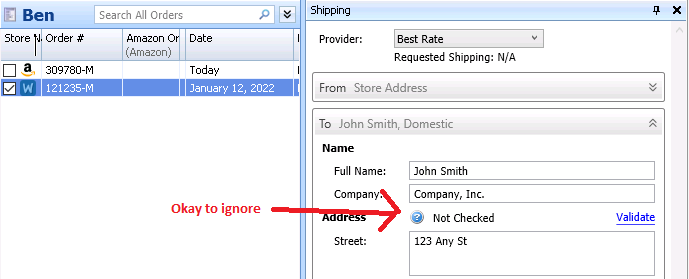 Ben
Search All Orders
Store N
Order #
Amazon Or
(Amazon)
Date
309780-M
Today
W
121235-M
January 12, 2022
Shipping
Provider:
Best Rate
Requested Shipping: N/A
From Store Address
To John Smith, Domestic
Name
Full Name:
John Smith
Company:
Company, Inc.
Okay to ignore
Address
? Not Checked
Validate
Street:
123 Any St